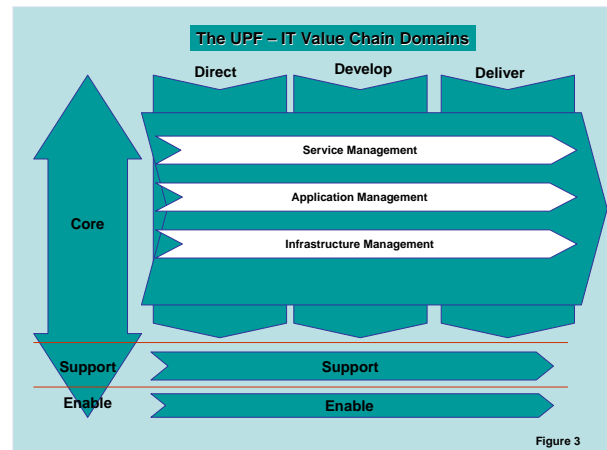 The UPF – IT Value Chain Domains
Direct
Develop
Deliver
Service Management
Application Management
Infrastructure Management
Core
Support
Support
Enable
Enable
Figure 3